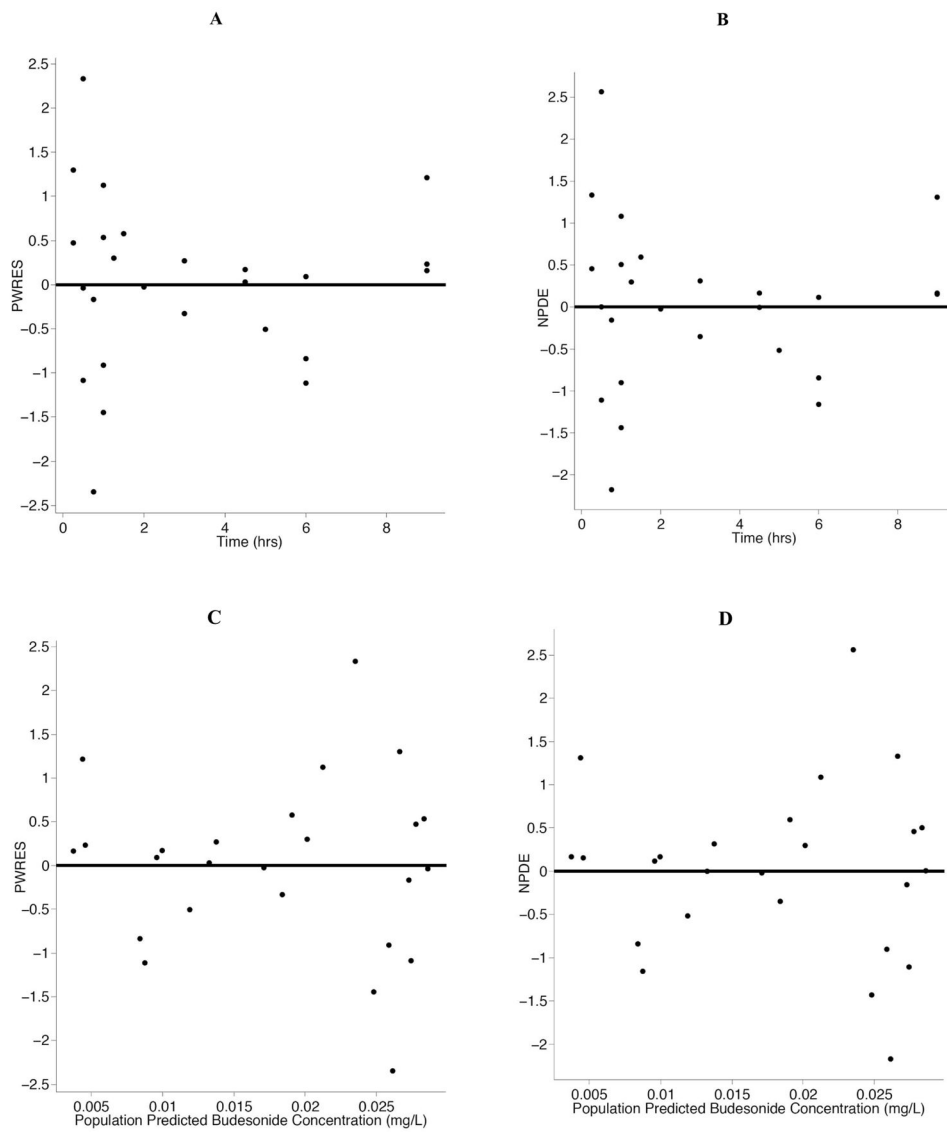 A
2.5
2
1.5
1
0.5
0
−0.5
−1
−1.5
−2
−2.5
PWRES
0 2 4 6 8
Time (hrs)
B
2.5
2
1.5
1
0.5
0
−0.5
−1
−1.5
−2
NPDE
0 2 4 6 8
Time (hrs)
C
2.5
2
1.5
1
0.5
0
−0.5
−1
−1.5
−2
−2.5
PWRES
0.005 0.01 0.015 0.02 0.025
Population Predicted Budesonide Concentration (mg/L)
D
2.5
2
1.5
1
0.5
0
−0.5
−1
−1.5
−2
NPDE
0.005 0.01 0.015 0.02 0.025
Population Predicted Budesonide Concentration (mg/L)